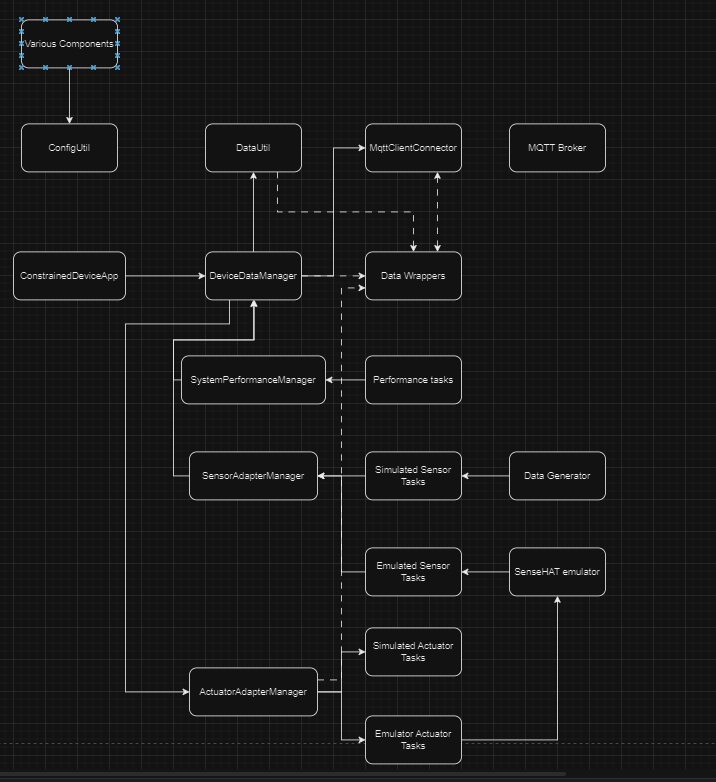 Various Components
ConfigUtil
DataUtil
MqttClientConnector
MQTT Broker
ConstrainedDeviceApp
DeviceDataManager
Data Wrappers
SystemPerformanceManager
Performance tasks
SensorAdapterManager
Simulated Sensor
Tasks
Data Generator
Emulated Sensor
Tasks
SenseHAT emulator
Simulated Actuator
Tasks
ActuatorAdapterManager
Emulator Actuator
Tasks